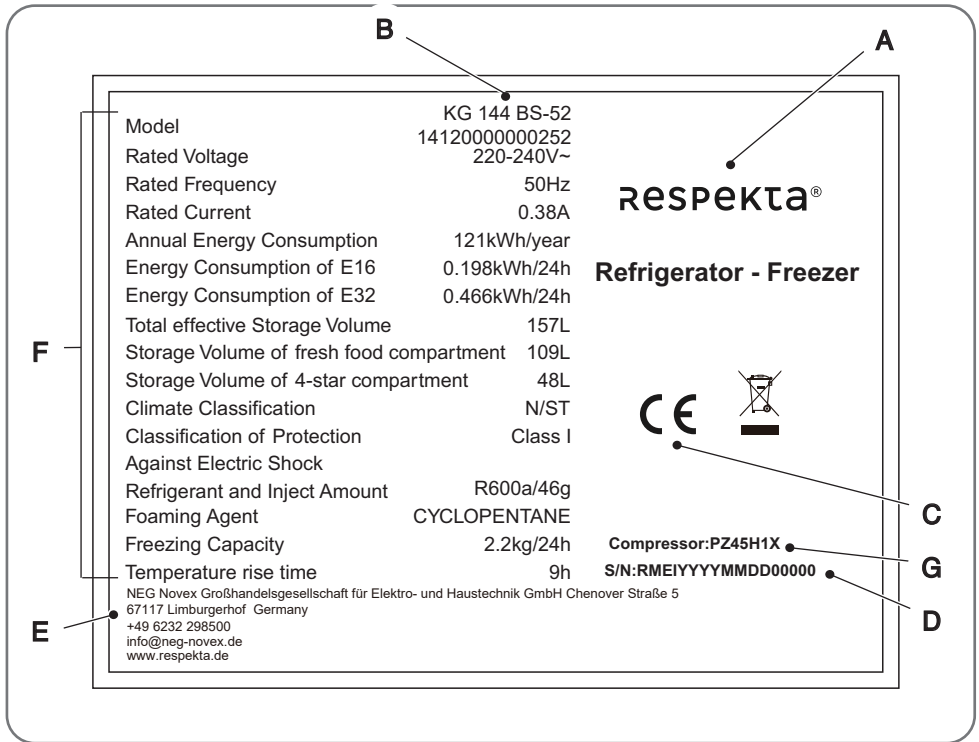 B
A
KG 144 BS-52
Model
14120000000252
Rated Voltage 220-240V~
Rated Frequency 50Hz
Rated Current 0.38A
Annual Energy Consumption 121kWh/year
Energy Consumption of E16 0.198kWh/24h
Energy Consumption of E32 0.466kWh/24h
Total effective Storage Volume 157L
Storage Volume of fresh food compartment 109L
Storage Volume of 4-star compartment 48L
Climate Classification N/ST
Classification of Protection Class I
Against Electric Shock
Refrigerant and Inject Amount R600a/46g
Foaming Agent CYCLOPENTANE
Freezing Capacity 2.2kg/24h
Temperature rise time 9h
NEG Novex Großhandelsgesellschaft für Elektro- und Haustechnik GmbH Chenover Straße 5
67117 Limburgerhof Germany
+49 6232 298500
info@neg-novex.de
www.respekta.de
F
E
respekta®
Refrigerator - Freezer
CE
Compressor:PZ45H1X
S/N:RMEIYYYYMMDD00000
C
G
D